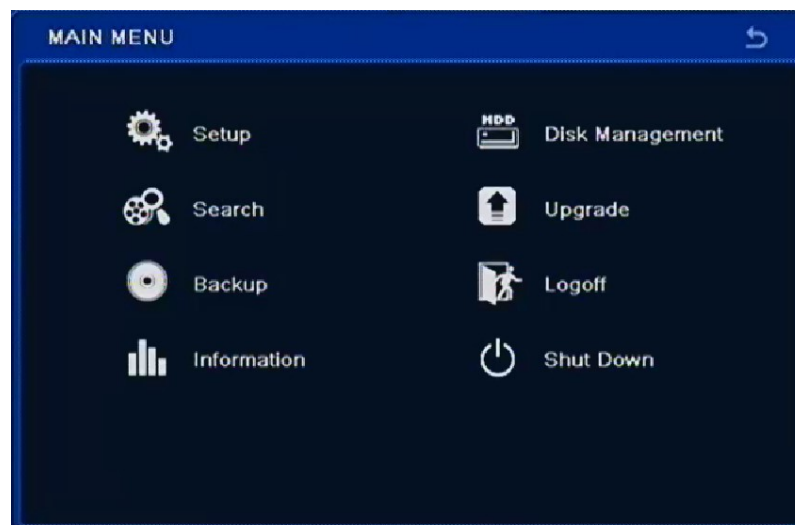 MAIN MENU
Setup
HDD
Disk Management
Search
Upgrade
Backup
Logoff
Information
Shut Down